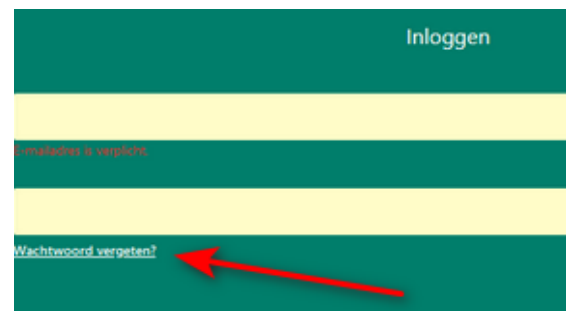 Inloggen
E-mailadres is verplicht.
Wachtwoord vergeten?